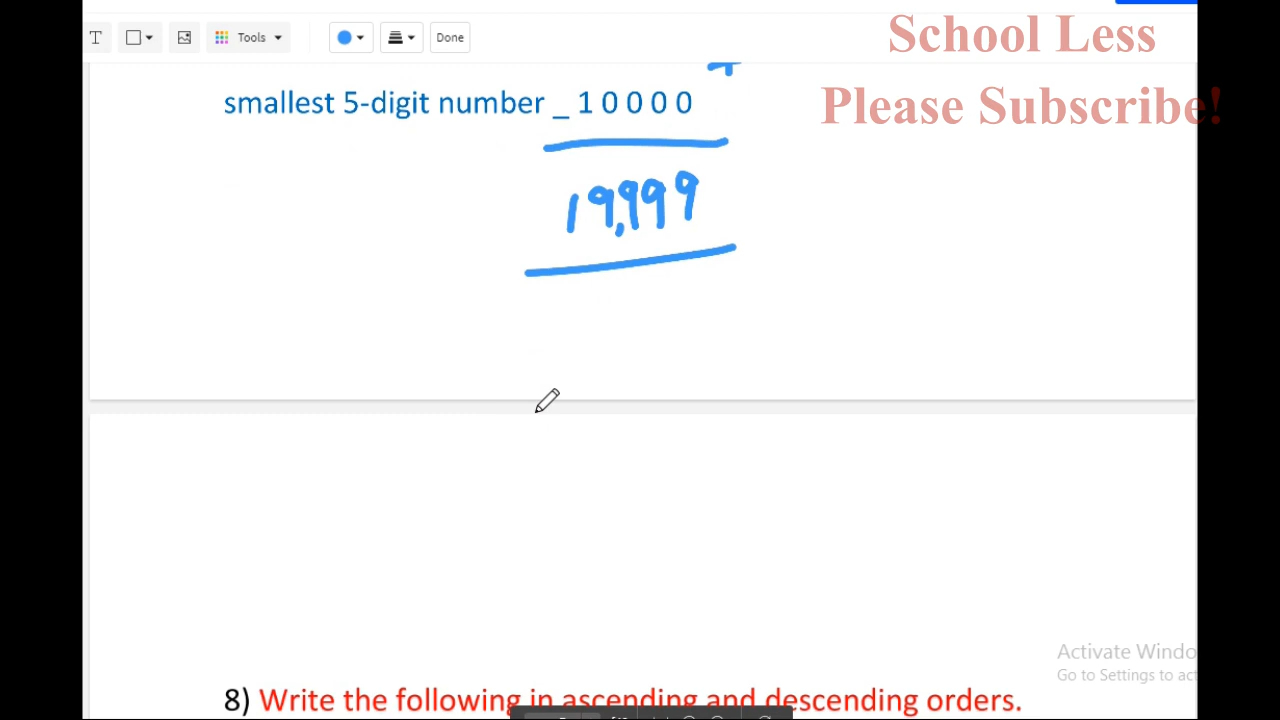 T
Tools
Done
School Less
Please Subscribe!
smallest 5-digit number _ 1 0 0 0 0
19,999
Activate Windo
Go to Settings to act
8) Write the following in ascending and descending orders.